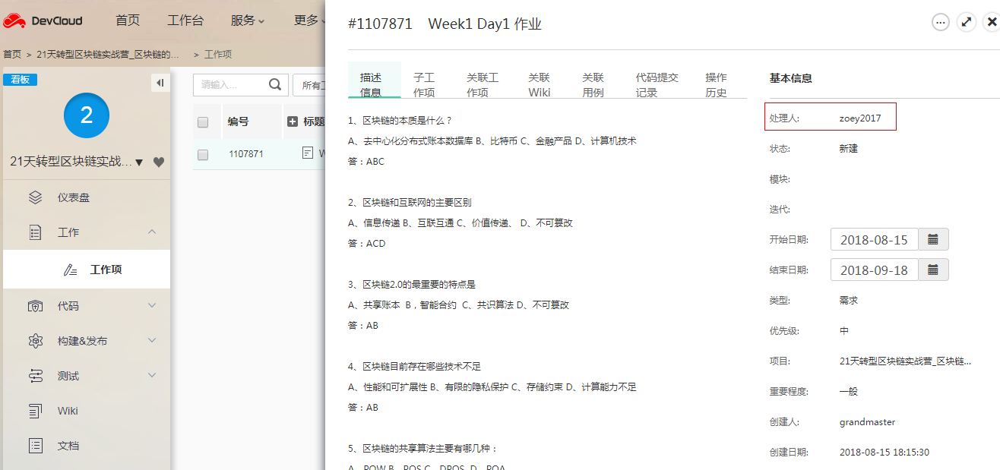 DevCloud 首页 工作台 服务 更多
首页 > 21天转型区块链实战营_区块链的... > 工作项
看板
2
21天转型区块链实战...
仪表盘
工作
工作项
代码
构建&发布
测试
Wiki
文档
请输入... 所有
编号 标题
1107871 W
#1107871 Week1 Day1 作业
描述信息 子工作项 关联工作项 关联Wiki 关联用例 代码提交记录 操作历史
1、区块链的本质是什么？
A、去中心化分布式账本数据库 B、比特币 C、金融产品 D、计算机技术
答：ABC
2、区块链和互联网的主要区别
A、信息传递 B、互联互通 C、价值传递、 D、不可篡改
答：ACD
3、区块链2.0的最重要的特点是
A、共享账本 B，智能合约 C、共识算法 D、不可篡改
答：AB
4、区块链目前存在哪些技术不足
A、性能和可扩展性 B、有限的隐私保护 C、存储约束 D、计算能力不足
答：AB
5、区块链的共享算法主要有哪几种：
A、POW B、POS C、DPOS D、POA
基本信息
处理人: zoey2017
状态: 新建
模块:
迭代:
开始日期: 2018-08-15
结束日期: 2018-09-18
类型: 需求
优先级: 中
项目: 21天转型区块链实战营_区块链...
重要程度: 一般
创建人: grandmaster
创建日期: 2018-08-15 18:15:30